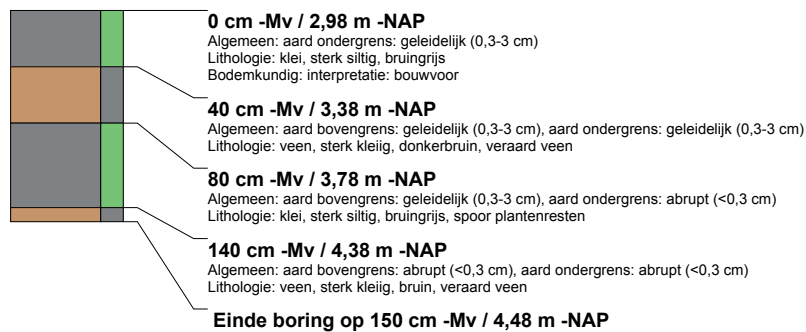 0 cm -Mv / 2,98 m -NAP
Algemeen: aard ondergrens: geleidelijk (0,3-3 cm)
Lithologie: klei, sterk siltig, bruingrijs
Bodemkundig: interpretatie: bouwvoor
40 cm -Mv / 3,38 m -NAP
Algemeen: aard bovengrens: geleidelijk (0,3-3 cm), aard ondergrens: geleidelijk (0,3-3 cm)
Lithologie: veen, sterk kleiig, donkerbruin, veraard veen
80 cm -Mv / 3,78 m -NAP
Algemeen: aard bovengrens: geleidelijk (0,3-3 cm), aard ondergrens: abrupt (<0,3 cm)
Lithologie: klei, sterk siltig, bruingrijs, spoor plantenresten
140 cm -Mv / 4,38 m -NAP
Algemeen: aard bovengrens: abrupt (<0,3 cm), aard ondergrens: abrupt (<0,3 cm)
Lithologie: veen, sterk kleiig, bruin, veraard veen
Einde boring op 150 cm -Mv / 4,48 m -NAP